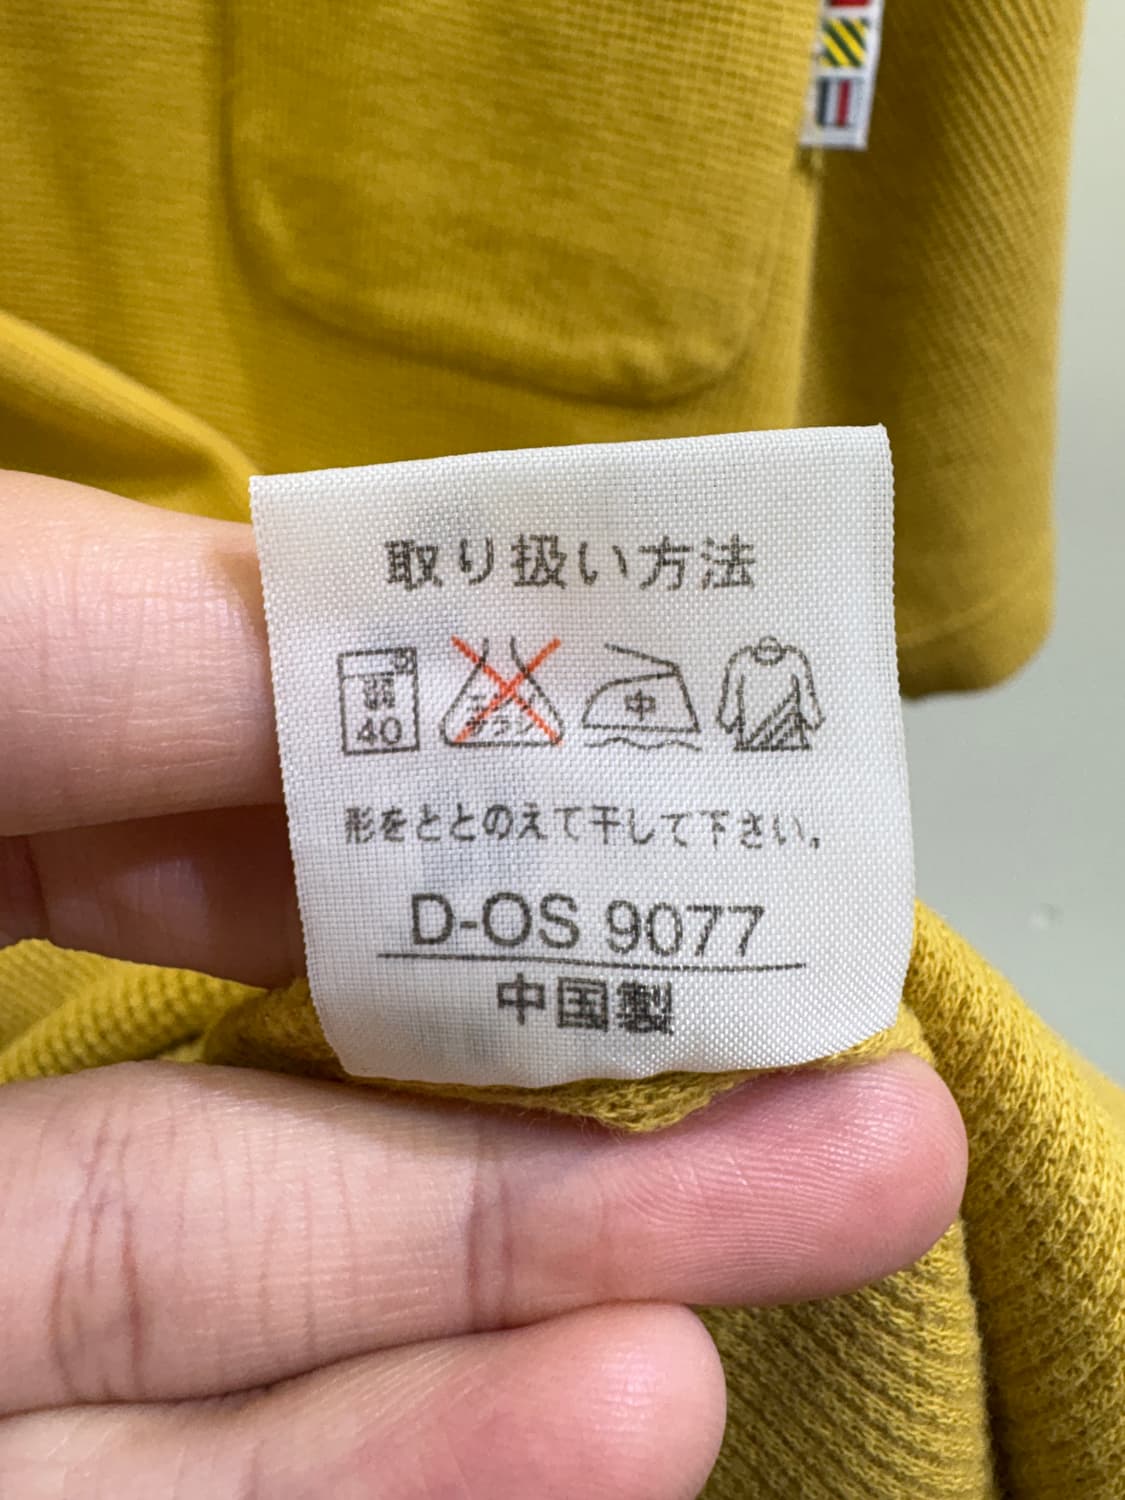 取り扱い方法
40
中
形をととのえて干して下さい。
D-OS 9077
中国製